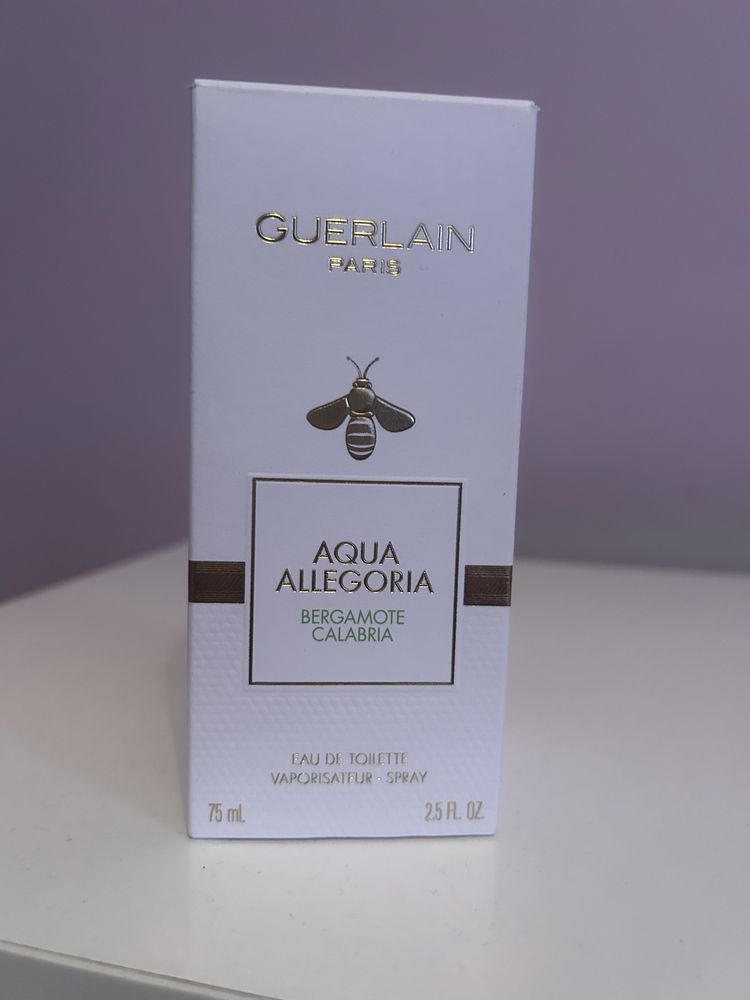 GUERLAIN
PARIS
AQUA
ALLEGORIA
BERGAMOTE
CALABRIA
EAU DE TOILETTE
VAPORISATEUR · SPRAY
75 ml. 2.5 FL. OZ.